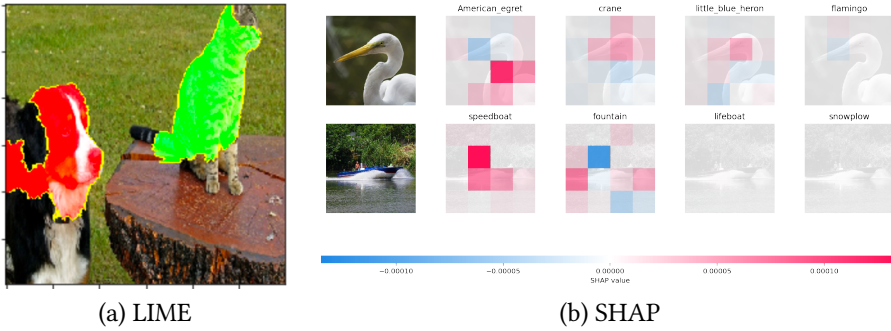 American_egret crane little_blue_heron flamingo
speedboat fountain lifeboat snowplow
−0.00010 −0.00005 0.00000 0.00005 0.00010
SHAP value
(a) LIME (b) SHAP